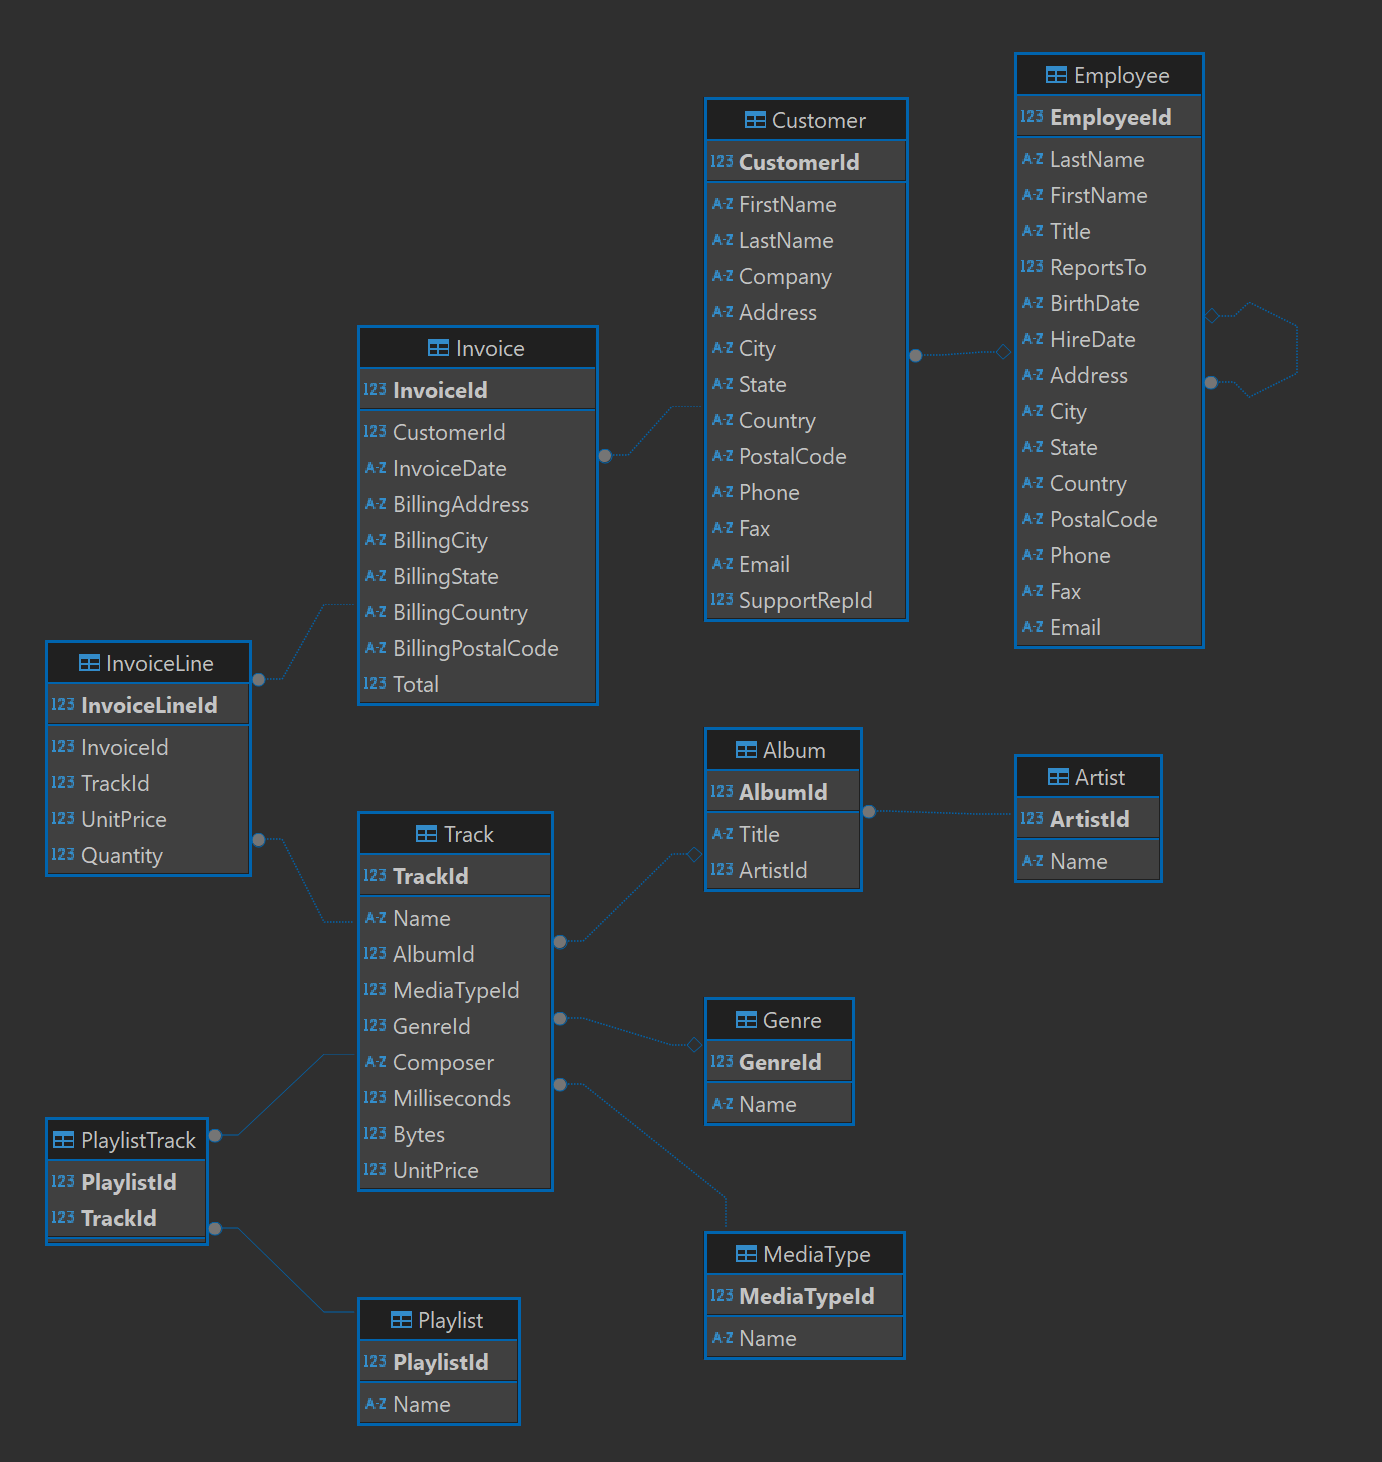 Employee
123 EmployeeId
A-Z LastName
A-Z FirstName
A-Z Title
123 ReportsTo
A-Z BirthDate
A-Z HireDate
A-Z Address
A-Z City
A-Z State
A-Z Country
A-Z PostalCode
A-Z Phone
A-Z Fax
A-Z Email
Customer
123 CustomerId
A-Z FirstName
A-Z LastName
A-Z Company
A-Z Address
A-Z City
A-Z State
A-Z Country
A-Z PostalCode
A-Z Phone
A-Z Fax
A-Z Email
123 SupportRepId
Invoice
123 InvoiceId
123 CustomerId
A-Z InvoiceDate
A-Z BillingAddress
A-Z BillingCity
A-Z BillingState
A-Z BillingCountry
A-Z BillingPostalCode
123 Total
InvoiceLine
123 InvoiceLineId
123 InvoiceId
123 TrackId
123 UnitPrice
123 Quantity
Album
123 AlbumId
A-Z Title
123 ArtistId
Artist
123 ArtistId
A-Z Name
Track
123 TrackId
A-Z Name
123 AlbumId
123 MediaTypeId
123 GenreId
A-Z Composer
123 Milliseconds
123 Bytes
123 UnitPrice
Genre
123 GenreId
A-Z Name
PlaylistTrack
123 PlaylistId
123 TrackId
MediaType
123 MediaTypeId
A-Z Name
Playlist
123 PlaylistId
A-Z Name